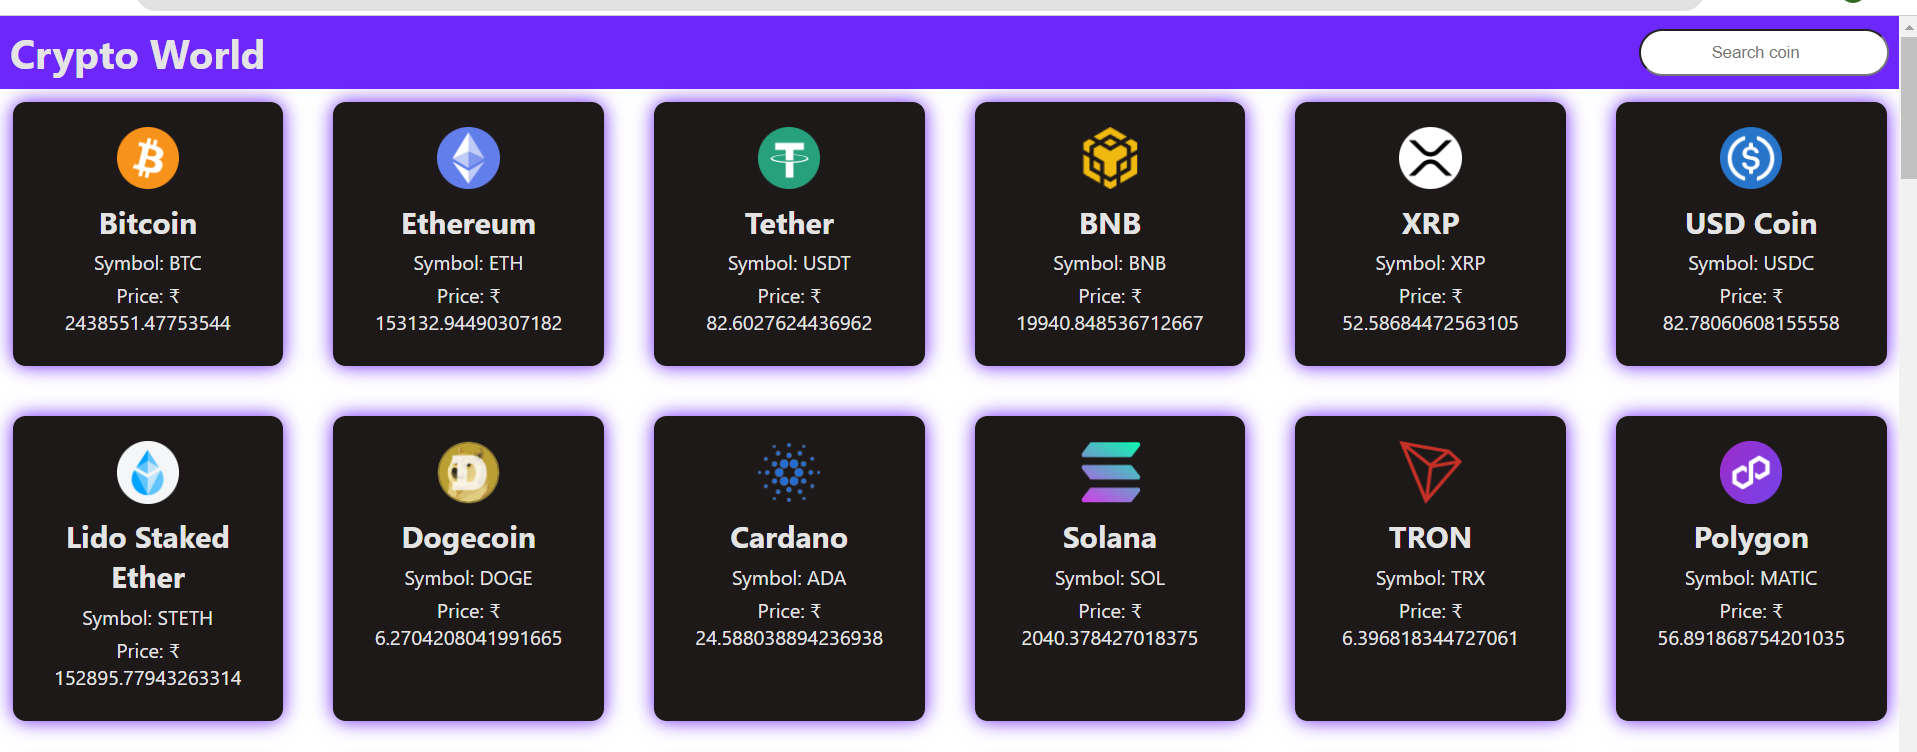 Crypto World
Search coin
Bitcoin
Symbol: BTC
Price: ₹
2438551.47753544
Ethereum
Symbol: ETH
Price: ₹
153132.94490307182
Tether
Symbol: USDT
Price: ₹
82.6027624436962
BNB
Symbol: BNB
Price: ₹
19940.848536712667
XRP
Symbol: XRP
Price: ₹
52.58684472563105
USD Coin
Symbol: USDC
Price: ₹
82.78060608155558
Lido Staked
Ether
Symbol: STETH
Price: ₹
152895.77943263314
Dogecoin
Symbol: DOGE
Price: ₹
6.2704208041991665
Cardano
Symbol: ADA
Price: ₹
24.588038894236938
Solana
Symbol: SOL
Price: ₹
2040.378427018375
TRON
Symbol: TRX
Price: ₹
6.396818344727061
Polygon
Symbol: MATIC
Price: ₹
56.891868754201035